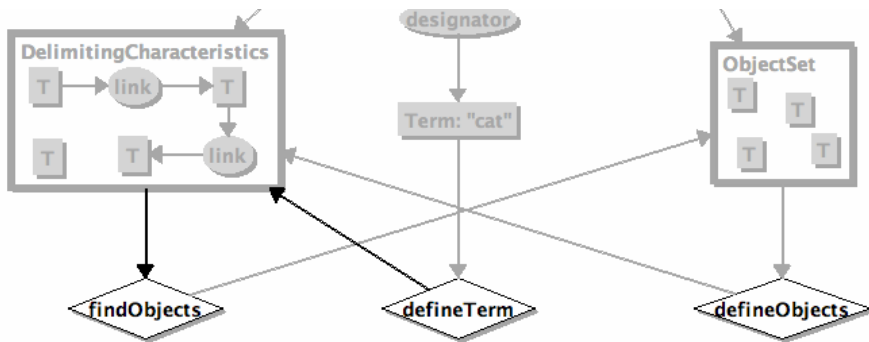 designator
DelimitingCharacteristics
T link T
T T link
Term: "cat"
ObjectSet
T
T
T T
findObjects defineTerm defineObjects